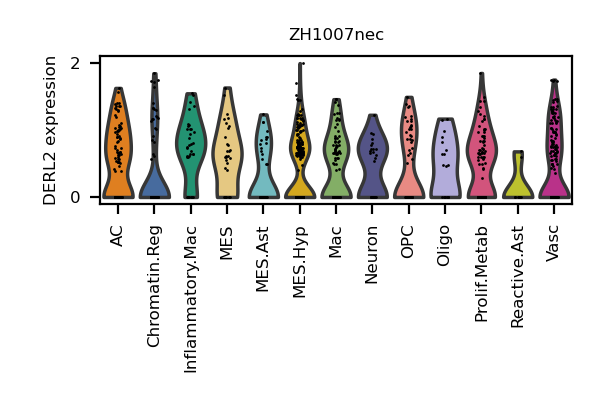 ZH1007nec
DERL2 expression
2
0
AC
Chromatin.Reg
Inflammatory.Mac
MES
MES.Ast
MES.Hyp
Mac
Neuron
OPC
Oligo
Prolif.Metab
Reactive.Ast
Vasc